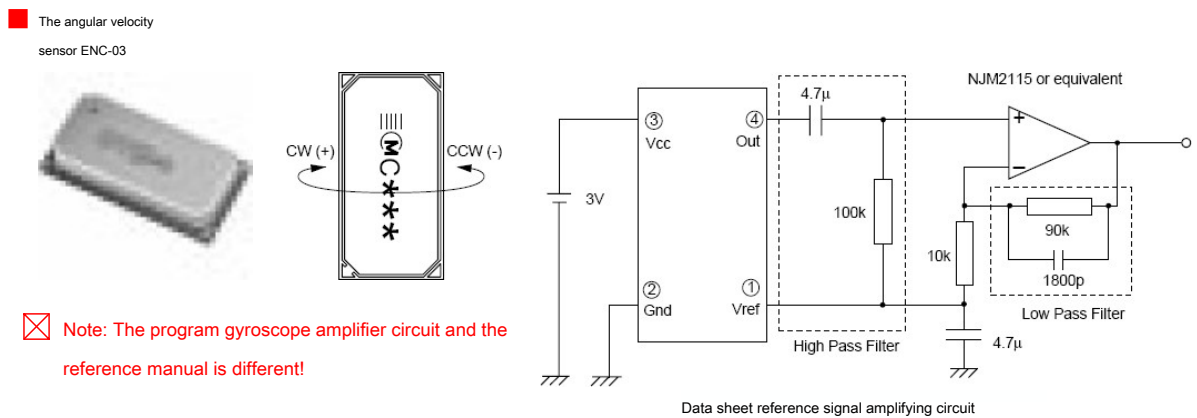 The angular velocity
sensor ENC-03
CW (+)
CCW (-)
MC***
Note: The program gyroscope amplifier circuit and the
reference manual is different!
3V
③
Vcc
④
Out
②
Gnd
①
Vref
4.7μ
100k
High Pass Filter
NJM2115 or equivalent
+
−
10k
90k
1800p
Low Pass Filter
4.7μ
Data sheet reference signal amplifying circuit